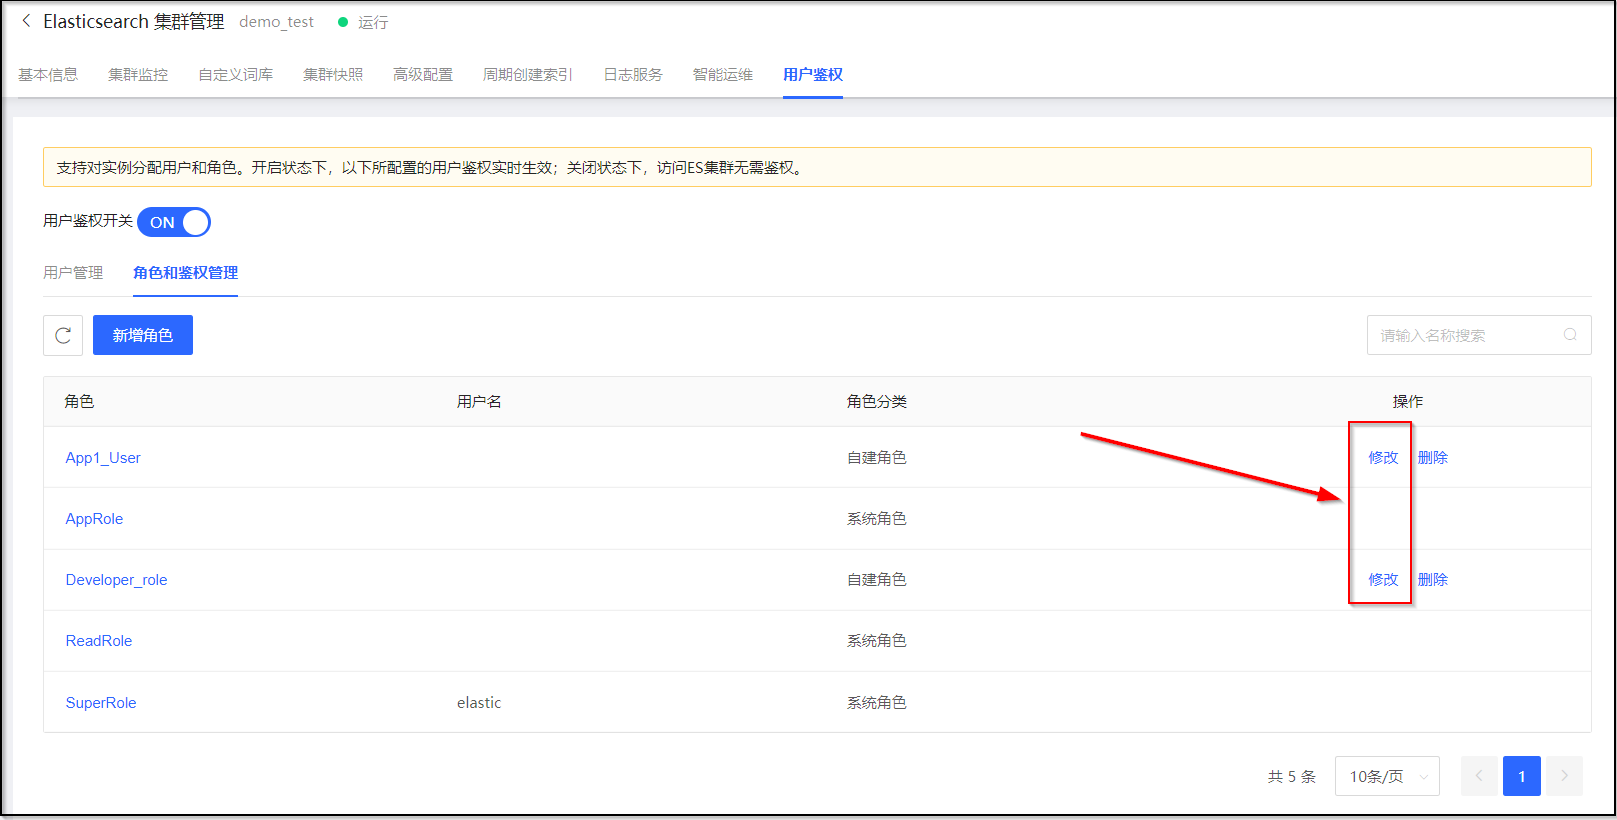 Elasticsearch 集群管理 demo_test 运行
基本信息 集群监控 自定义词库 集群快照 高级配置 周期创建索引 日志服务 智能运维 用户鉴权
支持对实例分配用户和角色。开启状态下，以下所配置的用户鉴权实时生效；关闭状态下，访问ES集群无需鉴权。
用户鉴权开关 ON
用户管理 角色和鉴权管理
新增角色 请输入名称搜索
角色 用户名 角色分类 操作
App1_User 自建角色 修改 删除
AppRole 系统角色
Developer_role 自建角色 修改 删除
ReadRole 系统角色
SuperRole elastic 系统角色
共 5 条 10条/页 1